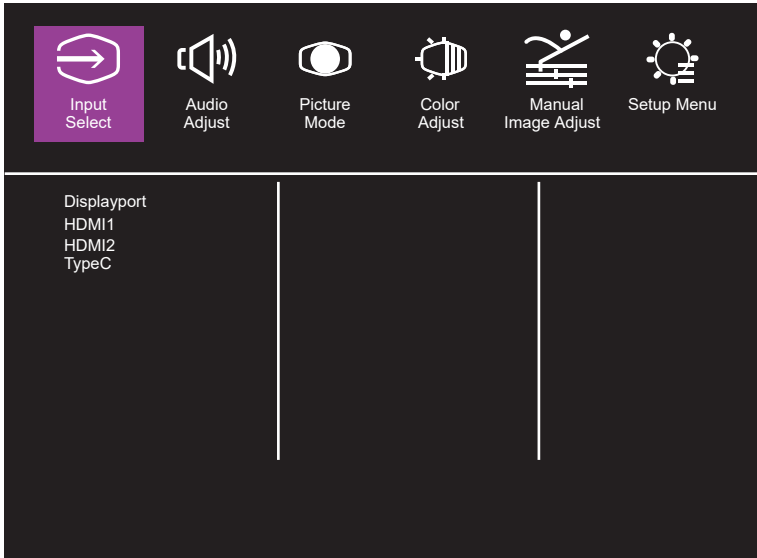 Input
Select
Audio
Adjust
Picture
Mode
Color
Adjust
Manual
Image Adjust
Setup Menu
Displayport
HDMI1
HDMI2
TypeC